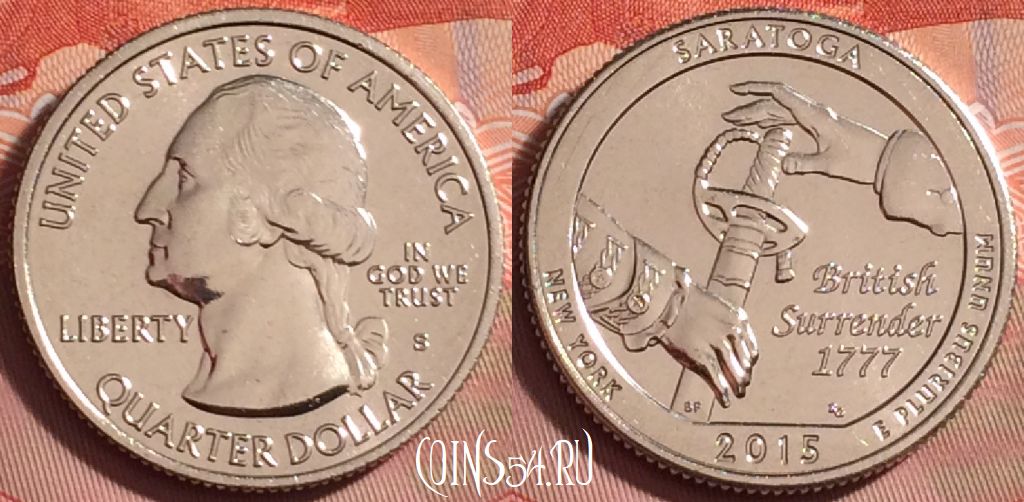 UNITED STATES OF AMERICA
LIBERTY
IN
GOD WE
TRUST
S
QUARTER DOLLAR
SARATOGA
British
Surrender
1777
NEW YORK
2015
E PLURIBUS UNUM
BF
COINS54.RU